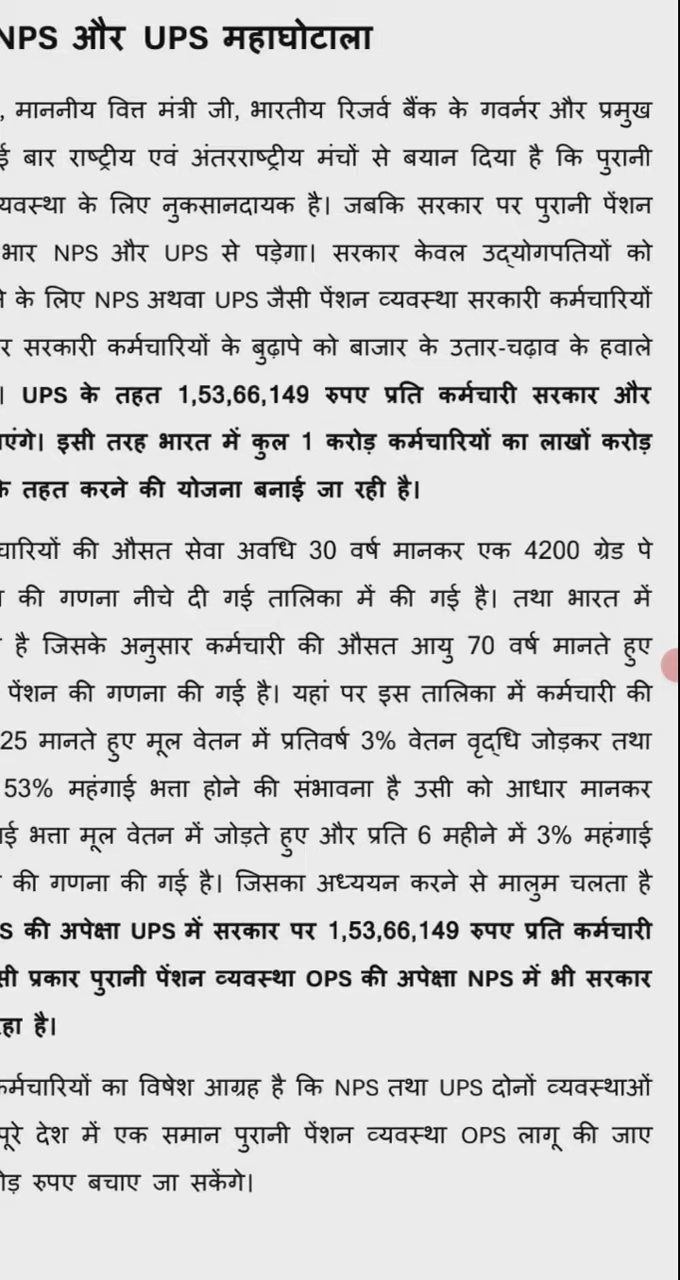 NPS और UPS महाघोटाला
, माननीय वित्त मंत्री जी, भारतीय रिजर्व बैंक के गवर्नर और प्रमुख
बार राष्ट्रीय एवं अंतरराष्ट्रीय मंचों से बयान दिया है कि पुरानी
के लिए नुकसानदायक है। जबकि सरकार पर पुरानी पेंशन
भार NPS और UPS से पड़ेगा। सरकार केवल उद्योगपतियों को
के लिए NPS अथवा UPS जैसी पेंशन व्यवस्था सरकारी कर्मचारियों
सरकारी कर्मचारियों के बुढ़ापे को बाजार के उतार-चढ़ाव के हवाले
। UPS के तहत 1,53,66,149 रुपए प्रति कर्मचारी सरकार और
इसी तरह भारत में कुल 1 करोड़ कर्मचारियों का लाखों करोड़
के तहत करने की योजना बनाई जा रही है।
की औसत सेवा अवधि 30 वर्ष मानकर एक 4200 ग्रेड पे
की गणना नीचे दी गई तालिका में की गई है। तथा भारत में
है जिसके अनुसार कर्मचारी की औसत आयु 70 वर्ष मानते हुए
पेंशन की गणना की गई है। यहां पर इस तालिका में कर्मचारी की
25 मानते हुए मूल वेतन में प्रतिवर्ष 3% वेतन वृद्धि जोड़कर तथा
53% महंगाई भत्ता होने की संभावना है उसी को आधार मानकर
भत्ता मूल वेतन में जोड़ते हुए और प्रति 6 महीने में 3% महंगाई
की गणना की गई है। जिसका अध्ययन करने से मालुम चलता है
S की अपेक्षा UPS में सरकार पर 1,53,66,149 रुपए प्रति कर्मचारी
प्रकार पुरानी पेंशन व्यवस्था OPS की अपेक्षा NPS में भी सरकार
है।
कर्मचारियों का विषेश आग्रह है कि NPS तथा UPS दोनों व्यवस्थाओं
पूरे देश में एक समान पुरानी पेंशन व्यवस्था OPS लागू की जाए
रुपए बचाए जा सकेंगे।